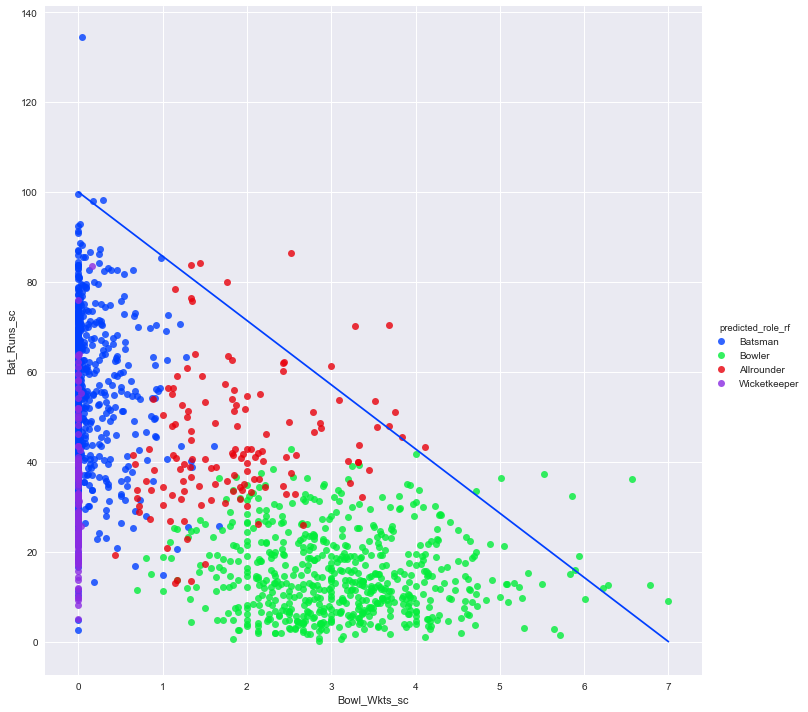 140
120
100
80
60
40
20
0
Bat_Runs_sc
0 1 2 3 4 5 6 7
Bowl_Wkts_sc
predicted_role_rf
Batsman
Bowler
Allrounder
Wicketkeeper